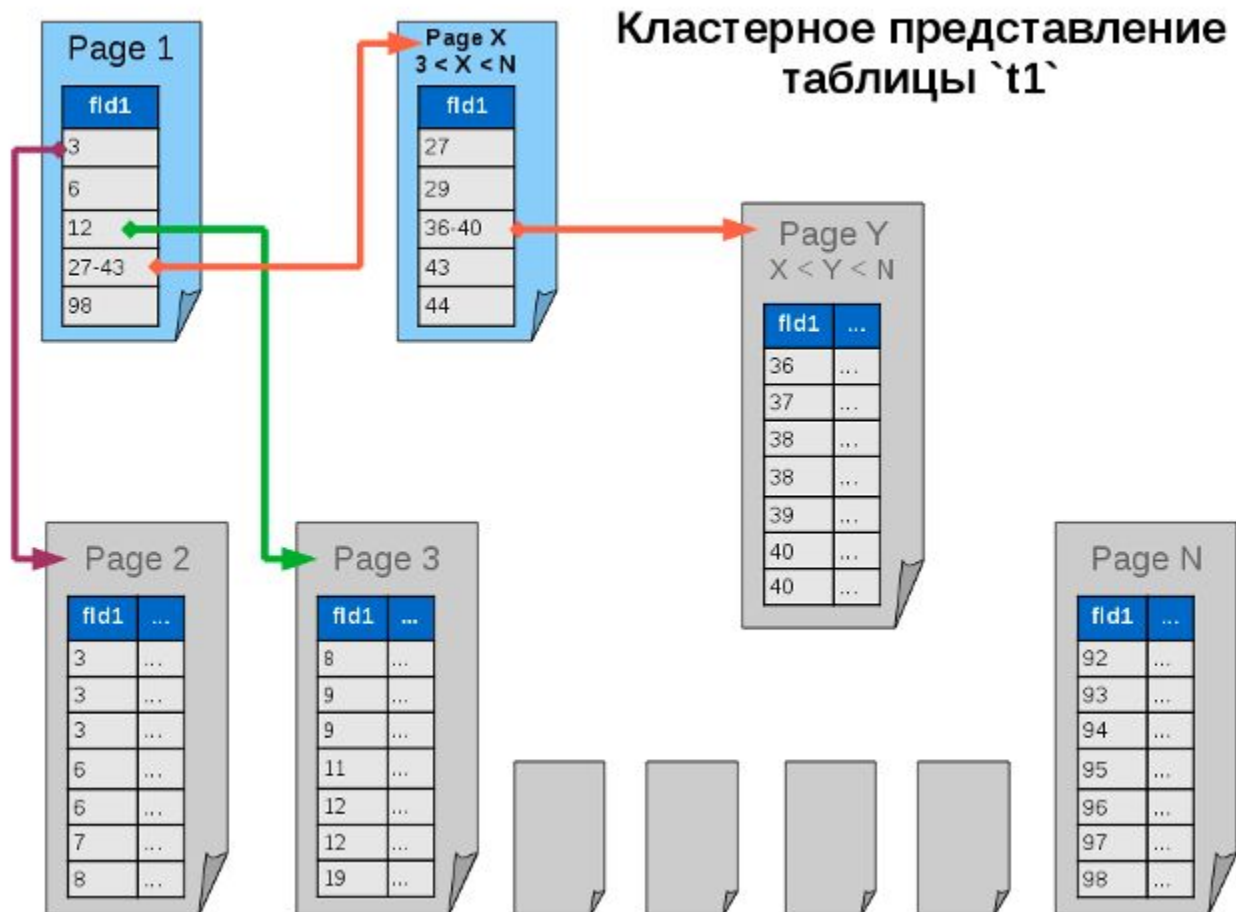 Кластерное представление
таблицы `t1`
Page 1
fld1
3
6
12
27-43
98
Page X
3 < X < N
fld1
27
29
36-40
43
44
Page Y
X < Y < N
fld1 ...
36 ...
37 ...
38 ...
38 ...
39 ...
40 ...
40 ...
Page 2
fld1 ...
3 ...
3 ...
3 ...
6 ...
6 ...
7 ...
8 ...
Page 3
fld1 ...
8 ...
9 ...
9 ...
11 ...
12 ...
12 ...
19 ...
Page N
fld1 ...
92 ...
93 ...
94 ...
95 ...
96 ...
97 ...
98 ...